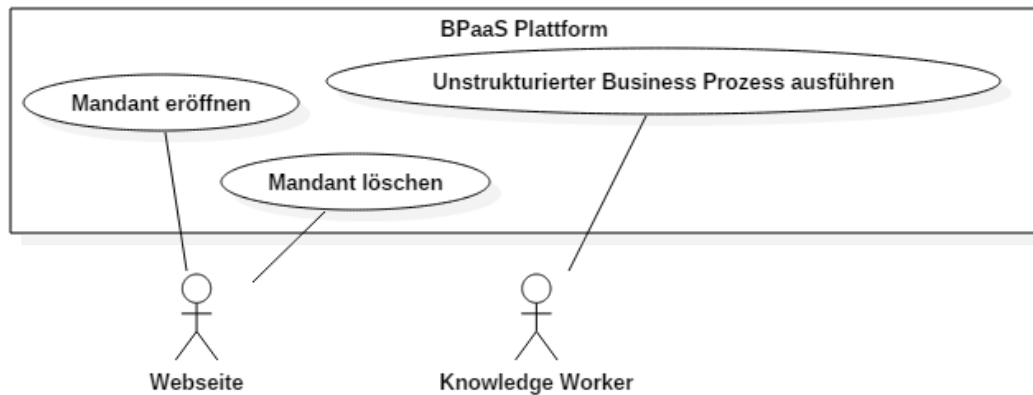 BPaaS Plattform
Unstrukturierter Business Prozess ausführen
Mandant eröffnen
Mandant löschen
Webseite
Knowledge Worker